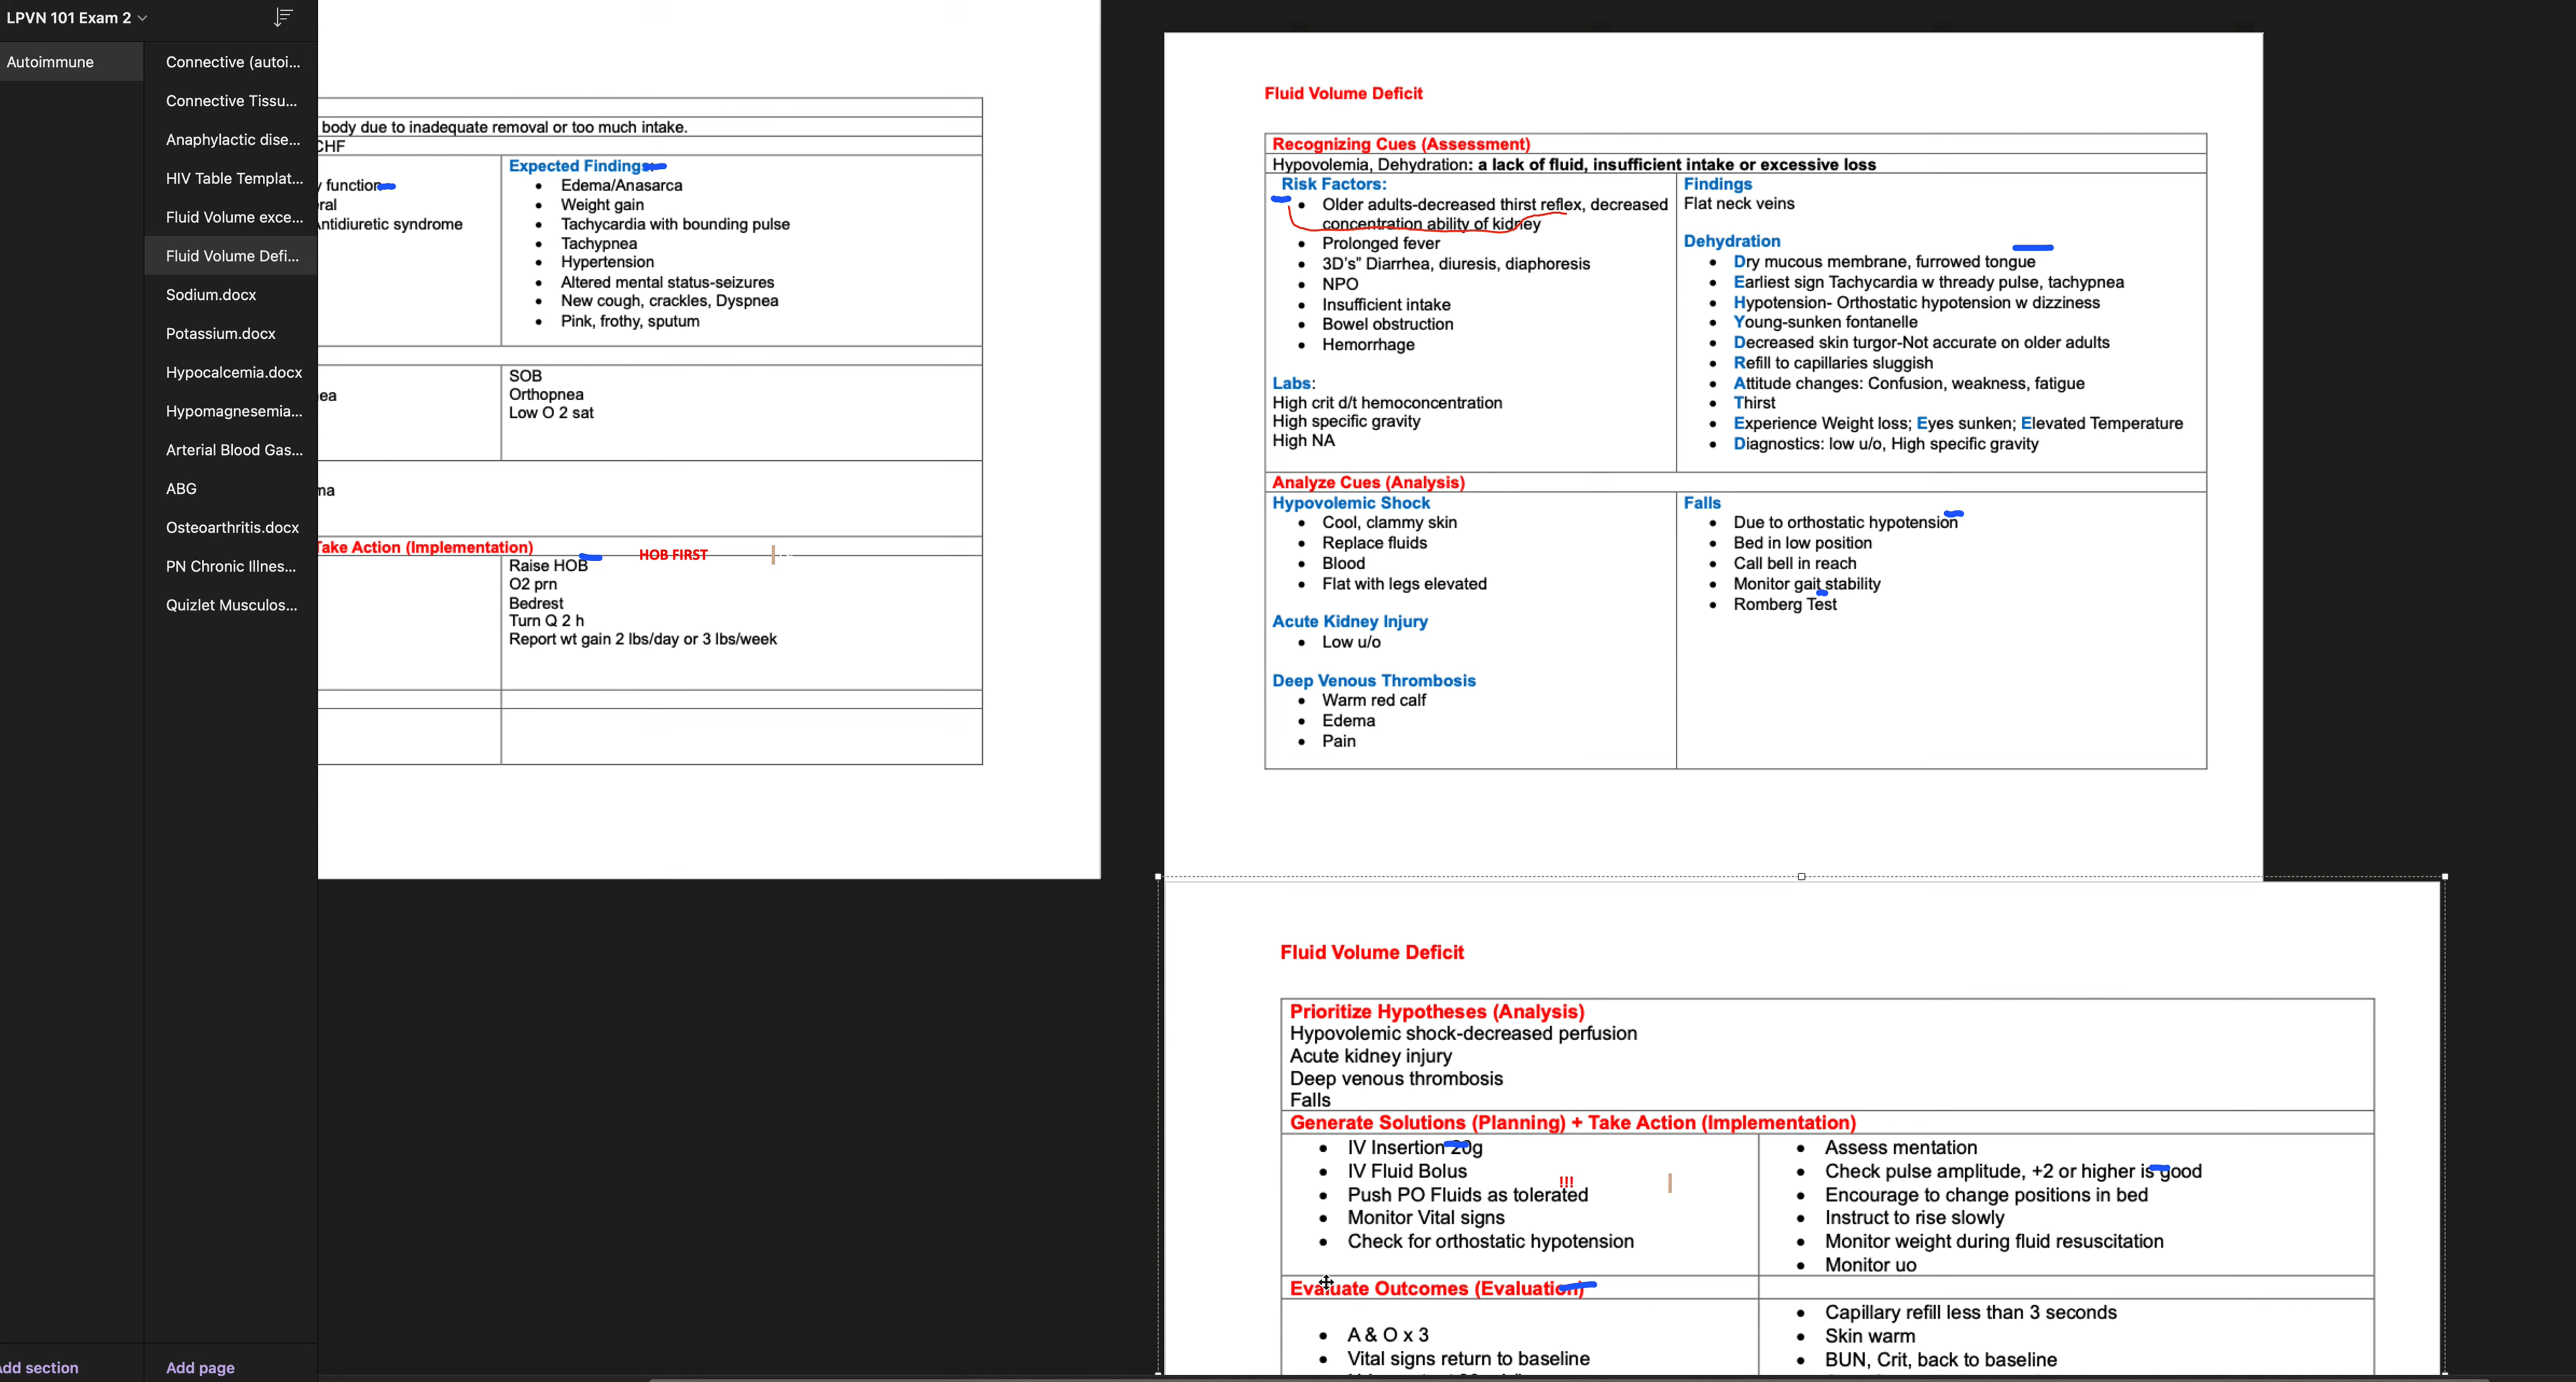 LPVN 101 Exam 2
Autoimmune
Connective (autoi...
Connective Tissu...
Anaphylactic dise...
HIV Table Templat...
Fluid Volume exce...
Fluid Volume Defi...
Sodium.docx
Potassium.docx
Hypocalcemia.docx
Hypomagnesemia...
Arterial Blood Gas...
ABG
Osteoarthritis.docx
PN Chronic Illnes...
Quizlet Musculos...
dd section
Add page
body due to inadequate removal or too much intake.
CHF
y function
ral
Antidiuretic syndrome
Expected Findings
• Edema/Anasarca
• Weight gain
• Tachycardia with bounding pulse
• Tachypnea
• Hypertension
• Altered mental status-seizures
• New cough, crackles, Dyspnea
• Pink, frothy, sputum
ea
SOB
Orthopnea
Low O 2 sat
ma
Take Action (Implementation)
HOB FIRST
Raise HOB
O2 prn
Bedrest
Turn Q 2 h
Report wt gain 2 lbs/day or 3 lbs/week
Fluid Volume Deficit
Recognizing Cues (Assessment)
Hypovolemia, Dehydration: a lack of fluid, insufficient intake or excessive loss
Risk Factors:
• Older adults-decreased thirst reflex, decreased
concentration ability of kidney
• Prolonged fever
• 3D's" Diarrhea, diuresis, diaphoresis
• NPO
• Insufficient intake
• Bowel obstruction
• Hemorrhage
Labs:
High crit d/t hemoconcentration
High specific gravity
High NA
Findings
Flat neck veins
Dehydration
• Dry mucous membrane, furrowed tongue
• Earliest sign Tachycardia w thready pulse, tachypnea
• Hypotension- Orthostatic hypotension w dizziness
• Young-sunken fontanelle
• Decreased skin turgor-Not accurate on older adults
• Refill to capillaries sluggish
• Attitude changes: Confusion, weakness, fatigue
• Thirst
• Experience Weight loss; Eyes sunken; Elevated Temperature
• Diagnostics: low u/o, High specific gravity
Analyze Cues (Analysis)
Hypovolemic Shock
• Cool, clammy skin
• Replace fluids
• Blood
• Flat with legs elevated
Acute Kidney Injury
• Low u/o
Deep Venous Thrombosis
• Warm red calf
• Edema
• Pain
Falls
• Due to orthostatic hypotension
• Bed in low position
• Call bell in reach
• Monitor gait stability
• Romberg Test
Fluid Volume Deficit
Prioritize Hypotheses (Analysis)
Hypovolemic shock-decreased perfusion
Acute kidney injury
Deep venous thrombosis
Falls
Generate Solutions (Planning) + Take Action (Implementation)
• IV Insertion 20g
• IV Fluid Bolus
!!!
• Push PO Fluids as tolerated
• Monitor Vital signs
• Check for orthostatic hypotension
• Assess mentation
• Check pulse amplitude, +2 or higher is good
• Encourage to change positions in bed
• Instruct to rise slowly
• Monitor weight during fluid resuscitation
• Monitor uo
Evaluate Outcomes (Evaluation)
• A & O x 3
• Vital signs return to baseline
• Capillary refill less than 3 seconds
• Skin warm
• BUN, Crit, back to baseline